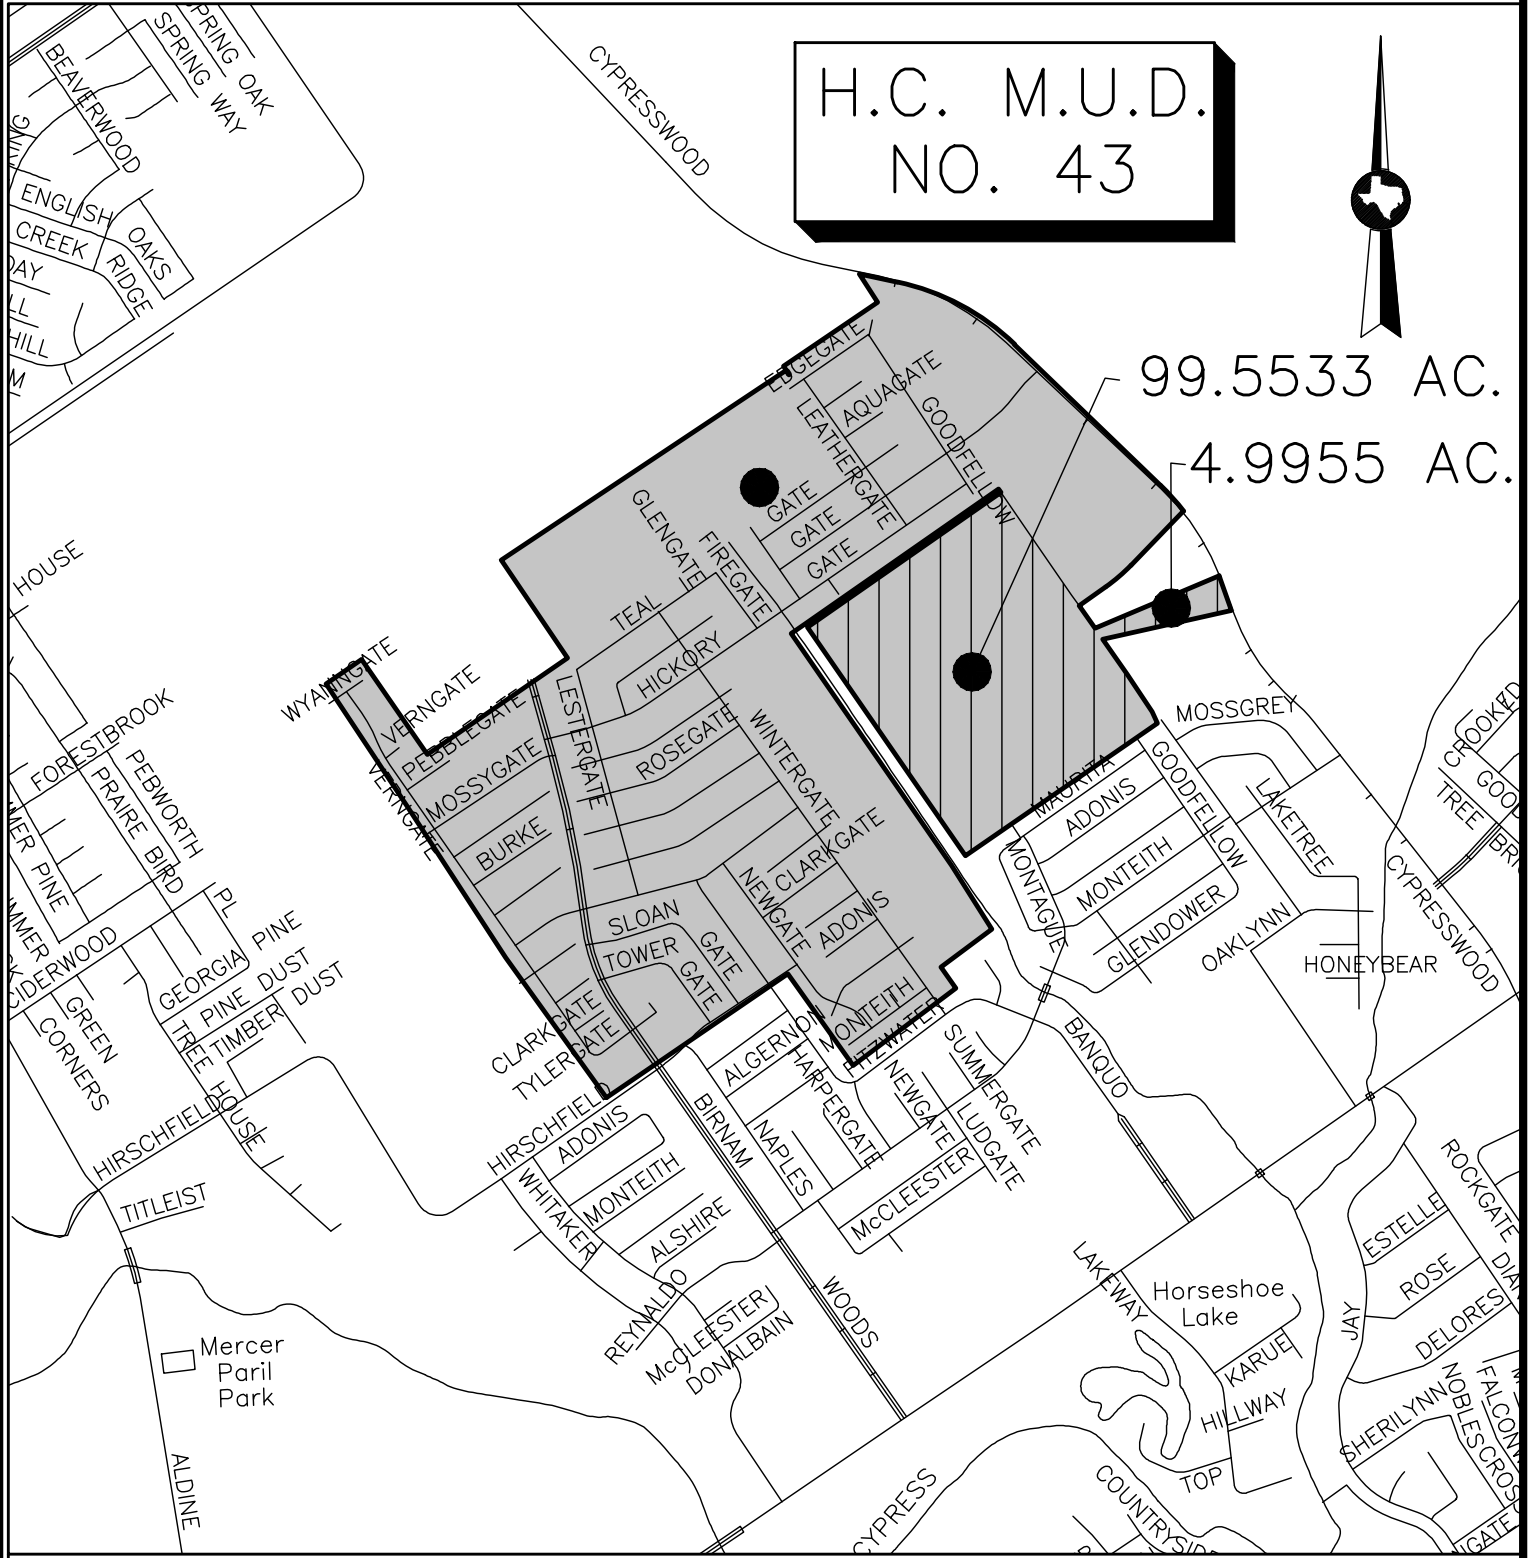 H.C. M.U.D.
NO. 43
99.5533 AC.
4.9955 AC.
SPRING OAK
SPRING WAY
BEAVERWOOD
CYPRESSWOOD
ENGLISH
OAKS
CREEK
RIDGE
HILL
EDGEGATE
AQUAGATE
LEATHERGATE
GOODFELLOW
GLENGATE
FIREGATE
GATE
GATE
GATE
TEAL
HICKORY
HOUSE
VERNGATE
PEBBLEGATE
LESTERGATE
MOSSYGATE
ROSEGATE
WINTERGATE
VERNGATE
BURKE
CLARKGATE
NEWGATE
ADONIS
SLOAN
TOWER
GATE
GATE
CLARKGATE
TYLERGATE
MONTEITH
FORESTBROOK
PEBWORTH
PRAIRE BIRD
PL
CIDERWOOD
GEORGIA PINE
PINE DUST
TIMBER DUST
GREEN
CORNERS
TREE HOUSE
HIRSCHFIELD
TITLEIST
MOSSGREY
MAURITA
ADONIS
GOODFELLOW
LAKETREE
MONTAGUE
MONTEITH
GLENDOWER
OAKLYNN
HONEYBEAR
CYPRESSWOOD
CROOKED
TREE
HIRSCHFIELD
ADONIS
ALGERNON
HARPERGATE
BIRNAM
NAPLES
NEWGATE
SUMMERGATE
LUDGATE
BANQUO
McCLEESTER
WHITAKER
MONTEITH
ALSHIRE
REYNALDO
McCLEESTER
DONALBAIN
WOODS
LAKEWAY
Horseshoe
Lake
KARUE
HILLWAY
TOP
JAY
ESTELLE
ROSE
DELORES
ROCKGATE
SHERILYNN
Mercer
Paril
Park
ALDINE
CYPRESS